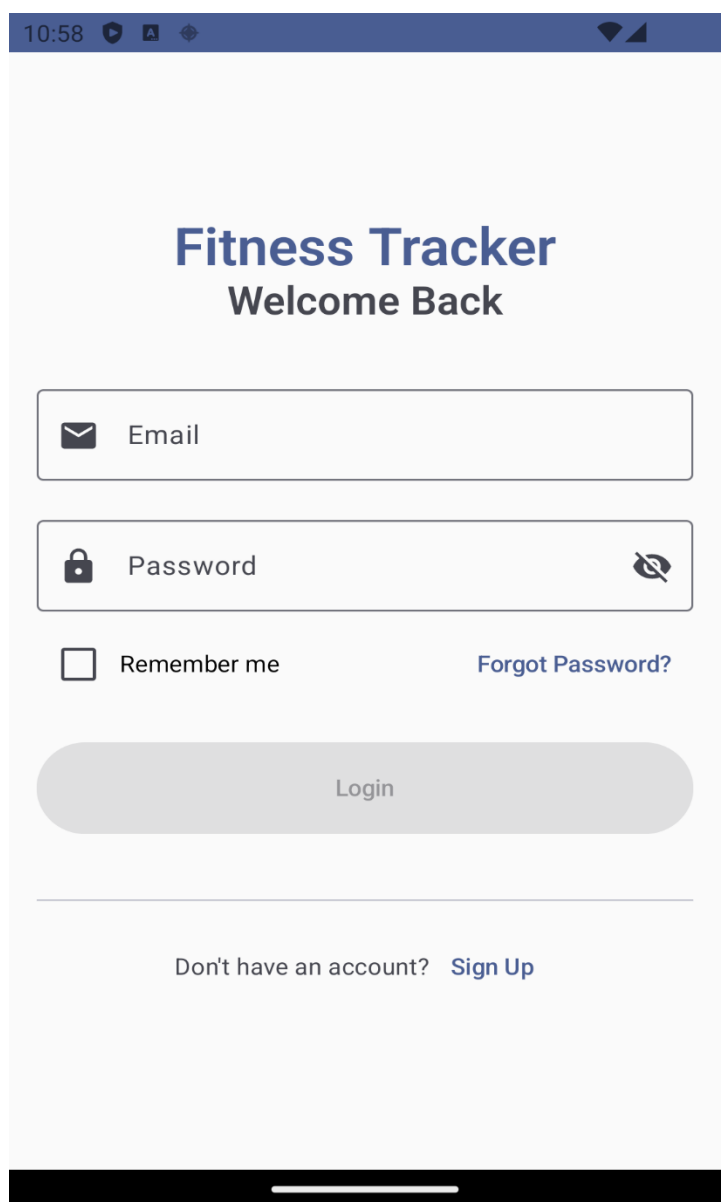 10:58
Fitness Tracker
Welcome Back
Email
Password
Remember me Forgot Password?
Login
Don't have an account? Sign Up